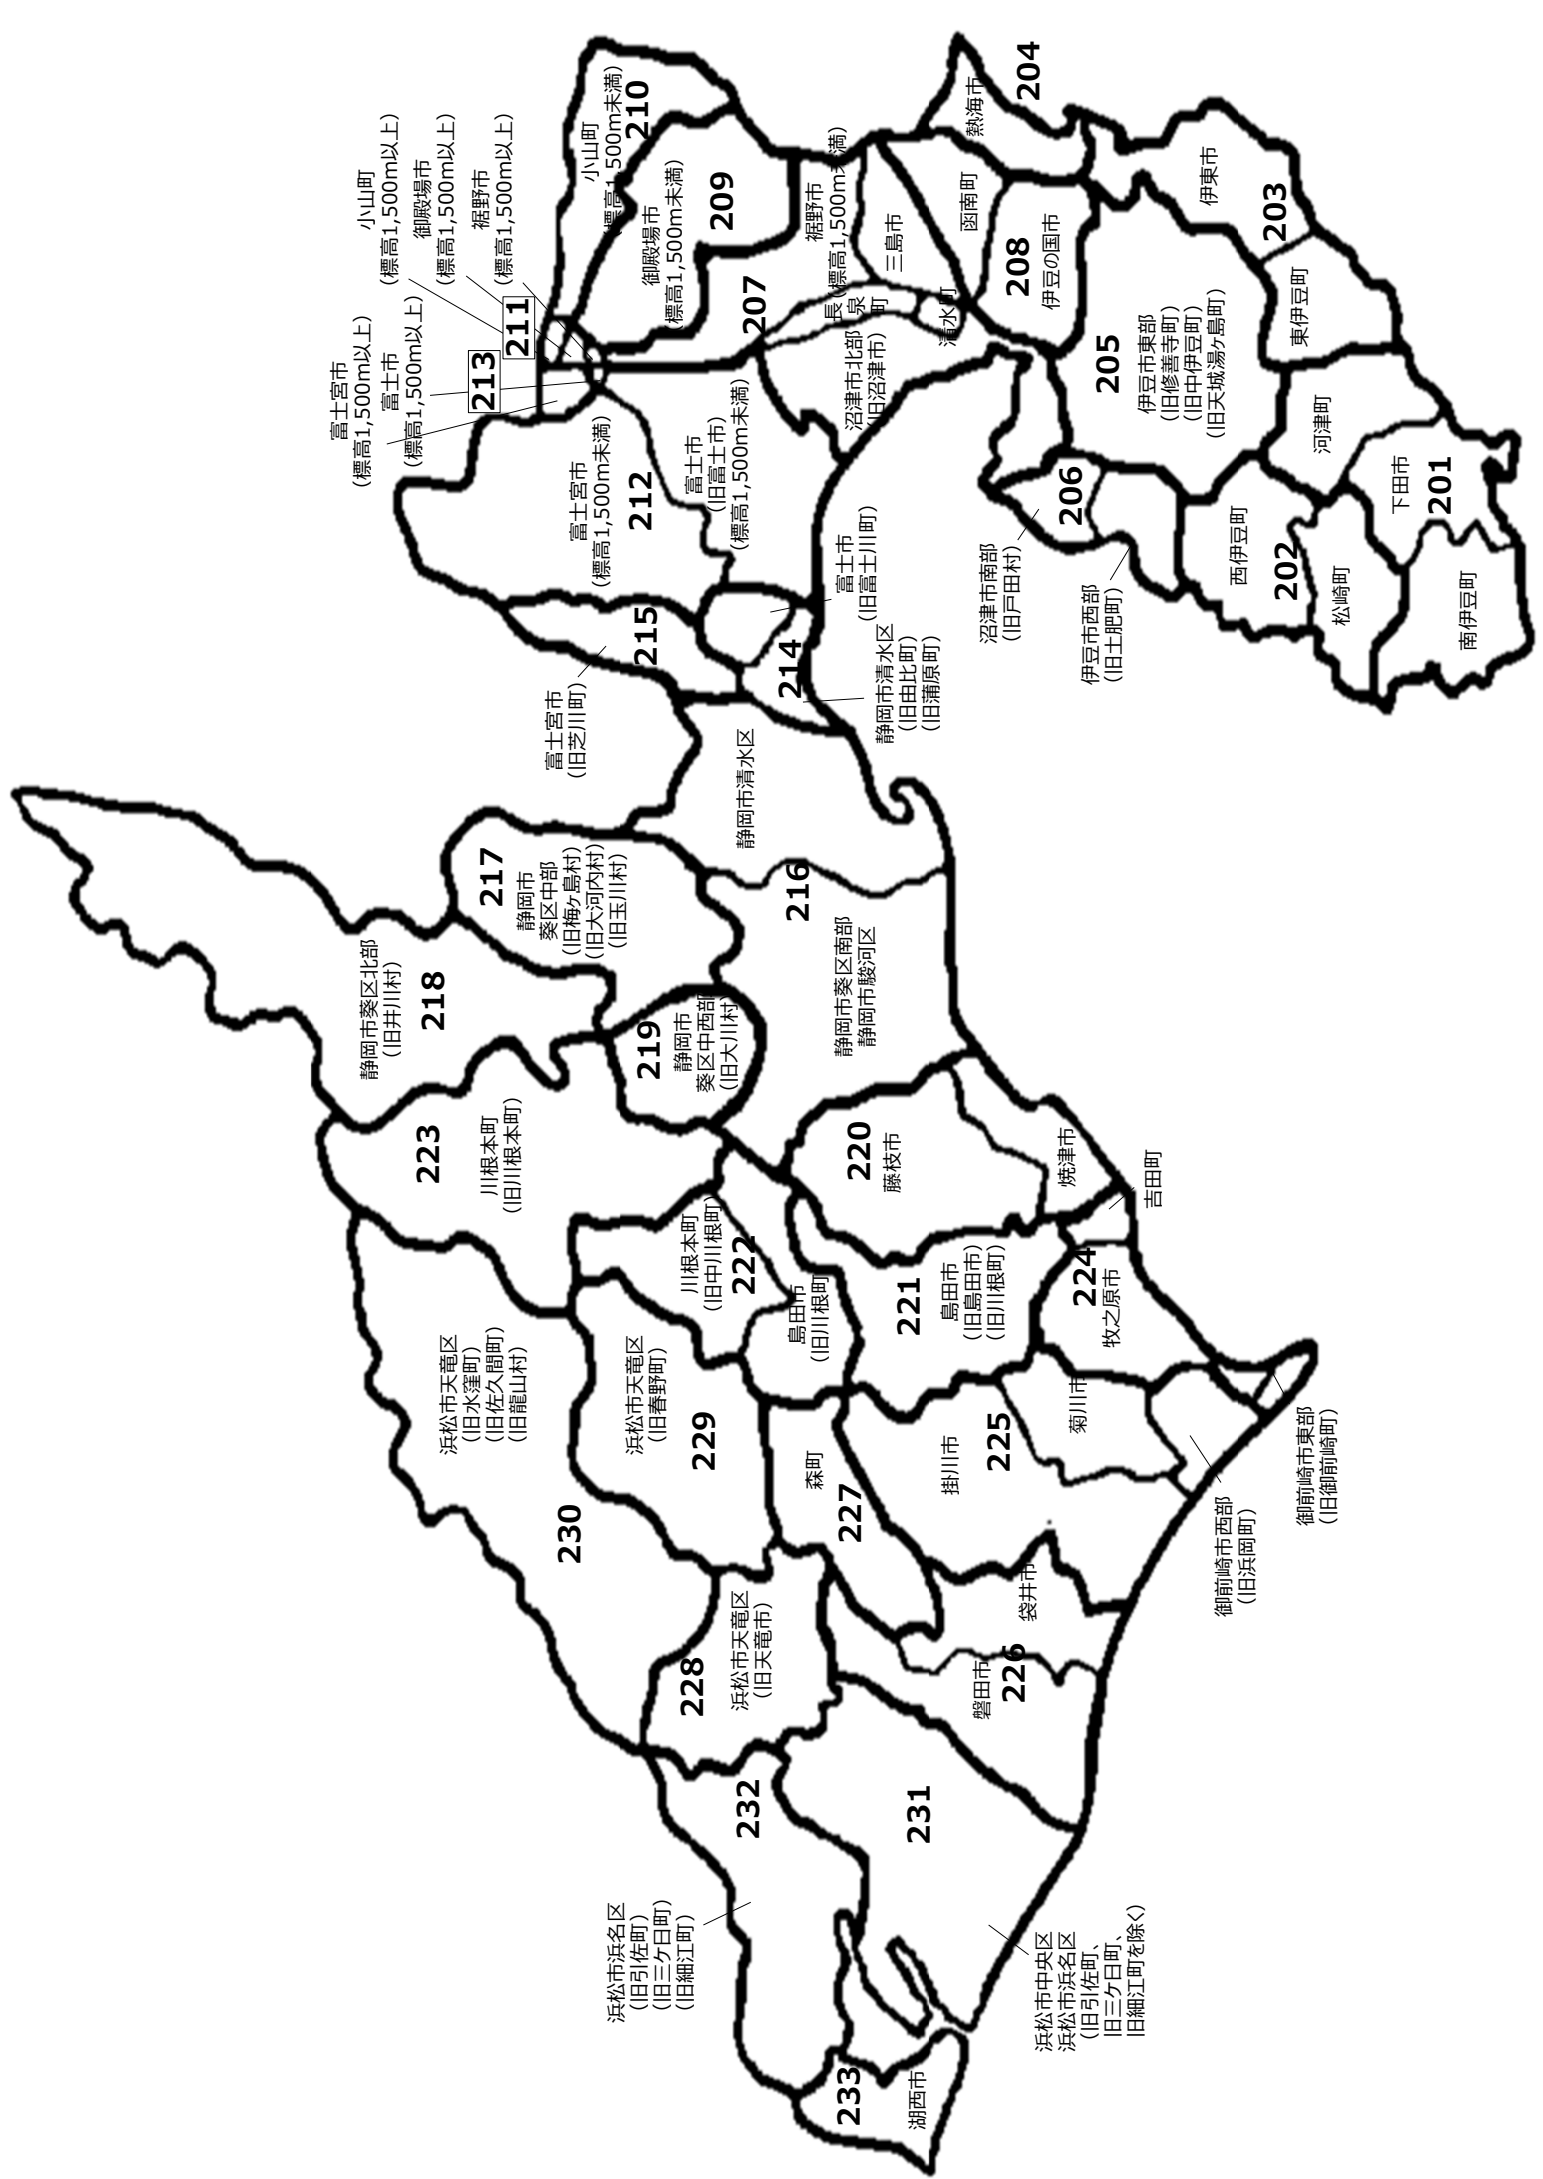 小山町
（標高1,500m以上）
御殿場市
（標高1,500m以上）
裾野市
（標高1,500m以上）
211
富士宮市
（標高1,500m以上）
富士市
（標高1,500m以上）
213
小山町
（標高1,500m未満）
210
御殿場市
（標高1,500m未満）
209
裾野市
（標高1,500m未満）
207
三島市
長泉町
清水町
沼津市北部
（旧沼津市）
函南町
208
伊豆の国市
熱海市
204
伊東市
203
東伊豆町
205
伊豆市東部
（旧修善寺町）
（旧中伊豆町）
（旧天城湯ヶ島町）
河津町
下田市
201
南伊豆町
松崎町
202
西伊豆町
206
沼津市南部
（旧戸田村）
伊豆市西部
（旧土肥町）
富士宮市
（標高1,500m未満）
212
富士市
（旧富士市）
（標高1,500m未満）
富士市
（旧富士川町）
214
静岡市清水区
（旧由比町）
（旧蒲原町）
215
富士宮市
（旧芝川町）
静岡市清水区
216
静岡市葵区南部
静岡市駿河区
217
静岡市
葵区中部
（旧梅ヶ島村）
（旧大河内村）
（旧玉川村）
静岡市葵区北部
（旧井川村）
218
219
静岡市
葵区中西部
（旧大川村）
220
藤枝市
焼津市
吉田町
223
川根本町
（旧川根本町）
川根本町
（旧中川根町）
222
島田市
（旧川根町）
221
島田市
（旧島田市）
（旧川根町）
224
牧之原市
菊川市
225
掛川市
御前崎市東部
（旧御前崎町）
御前崎市西部
（旧浜岡町）
森町
227
袋井市
226
磐田市
浜松市天竜区
（旧水窪町）
（旧佐久間町）
（旧龍山村）
230
浜松市天竜区
（旧春野町）
229
228
浜松市天竜区
（旧天竜市）
232
浜松市浜名区
（旧引佐町）
（旧三ケ日町）
（旧細江町）
231
浜松市中央区
浜松市浜名区
（旧引佐町、
旧三ケ日町、
旧細江町を除く）
233
湖西市